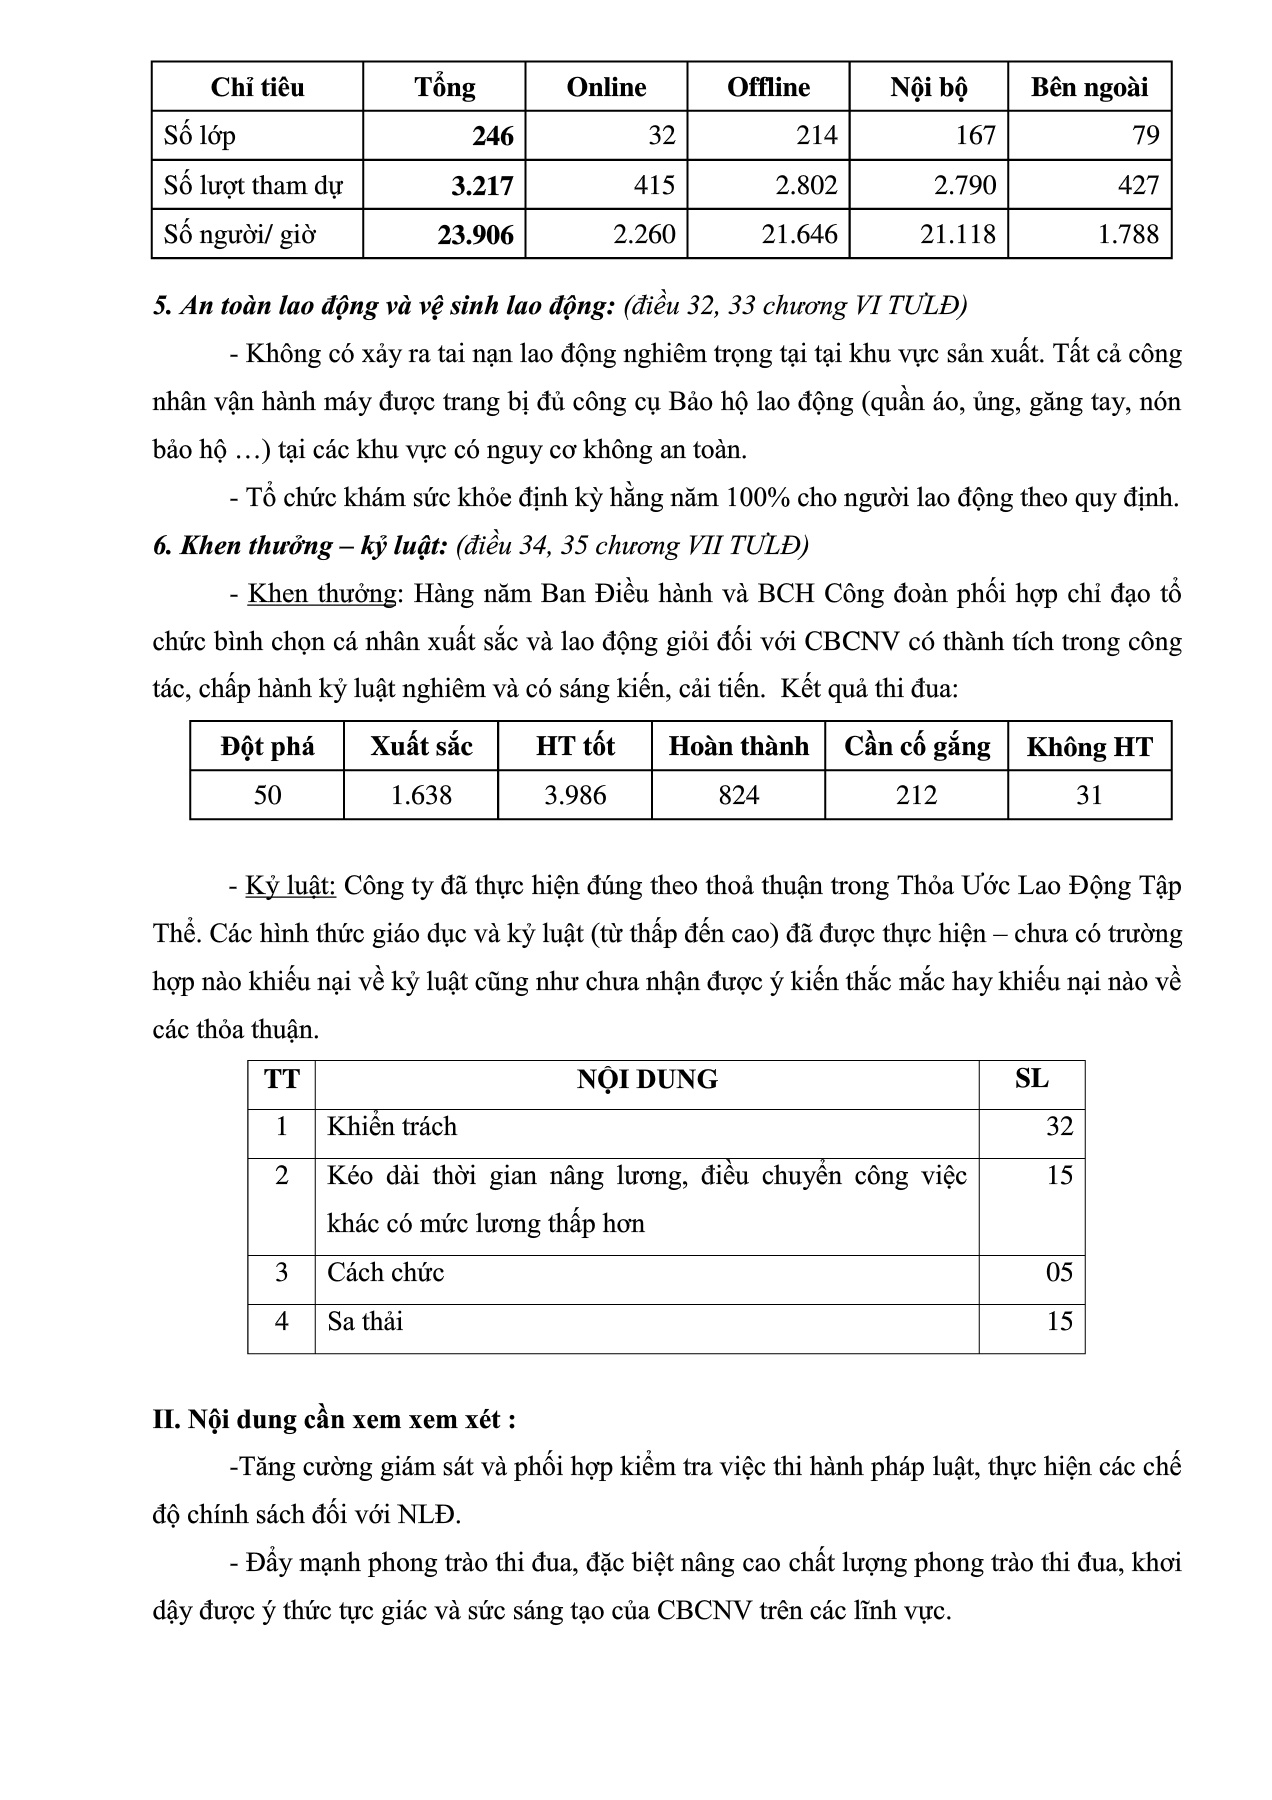 Chỉ tiêu Tổng Online Offline Nội bộ Bên ngoài
Số lớp 246 32 214 167 79
Số lượt tham dự 3.217 415 2.802 2.790 427
Số người/ giờ 23.906 2.260 21.646 21.118 1.788
5. An toàn lao động và vệ sinh lao động: (điều 32, 33 chương VI TƯLĐ)
- Không có xảy ra tai nạn lao động nghiêm trọng tại tại khu vực sản xuất. Tất cả công
nhân vận hành máy được trang bị đủ công cụ Bảo hộ lao động (quần áo, ủng, găng tay, nón
bảo hộ …) tại các khu vực có nguy cơ không an toàn.
- Tổ chức khám sức khỏe định kỳ hằng năm 100% cho người lao động theo quy định.
6. Khen thưởng – kỷ luật: (điều 34, 35 chương VII TƯLĐ)
- Khen thưởng: Hàng năm Ban Điều hành và BCH Công đoàn phối hợp chỉ đạo tổ
chức bình chọn cá nhân xuất sắc và lao động giỏi đối với CBCNV có thành tích trong công
tác, chấp hành kỷ luật nghiêm và có sáng kiến, cải tiến.  Kết quả thi đua:
Đột phá Xuất sắc HT tốt Hoàn thành Cần cố gắng Không HT
50 1.638 3.986 824 212 31
- Kỷ luật: Công ty đã thực hiện đúng theo thoả thuận trong Thỏa Ước Lao Động Tập
Thể. Các hình thức giáo dục và kỷ luật (từ thấp đến cao) đã được thực hiện – chưa có trường
hợp nào khiếu nại về kỷ luật cũng như chưa nhận được ý kiến thắc mắc hay khiếu nại nào về
các thỏa thuận.
TT NỘI DUNG SL
1 Khiển trách 32
2 Kéo dài thời gian nâng lương, điều chuyển công việc 15
khác có mức lương thấp hơn
3 Cách chức 05
4 Sa thải 15
II. Nội dung cần xem xem xét :
-Tăng cường giám sát và phối hợp kiểm tra việc thi hành pháp luật, thực hiện các chế
độ chính sách đối với NLĐ.
- Đẩy mạnh phong trào thi đua, đặc biệt nâng cao chất lượng phong trào thi đua, khơi
dậy được ý thức tực giác và sức sáng tạo của CBCNV trên các lĩnh vực.